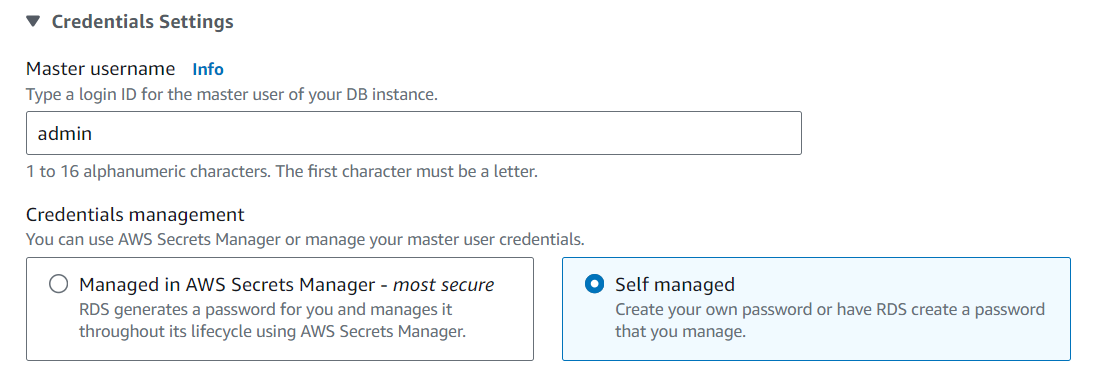 Credentials Settings
Master username Info
Type a login ID for the master user of your DB instance.
admin
1 to 16 alphanumeric characters. The first character must be a letter.
Credentials management
You can use AWS Secrets Manager or manage your master user credentials.
Managed in AWS Secrets Manager - most secure
RDS generates a password for you and manages it
throughout its lifecycle using AWS Secrets Manager.
Self managed
Create your own password or have RDS create a password
that you manage.